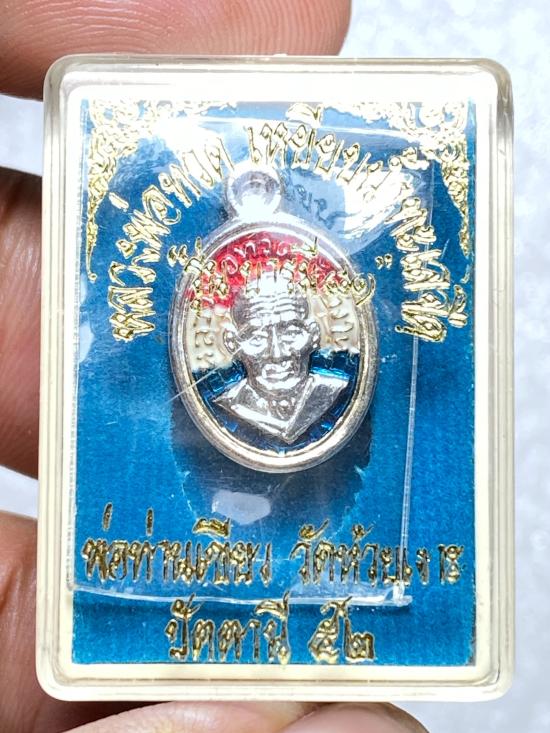 หลวงพ่อทวด เหยียบน้ำทะเลจืด
พ่อท่านเขียว วัดห้วยเงาะ
ปัตตานี ๕๒